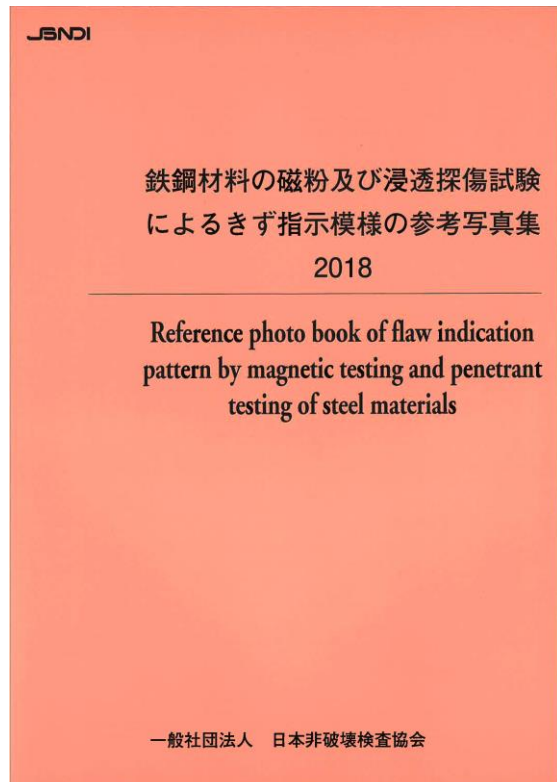 JSNDI
鉄鋼材料の磁粉及び浸透探傷試験
によるきず指示模様の参考写真集
2018
Reference photo book of flaw indication
pattern by magnetic testing and penetrant
testing of steel materials
一般社団法人 日本非破壊検査協会